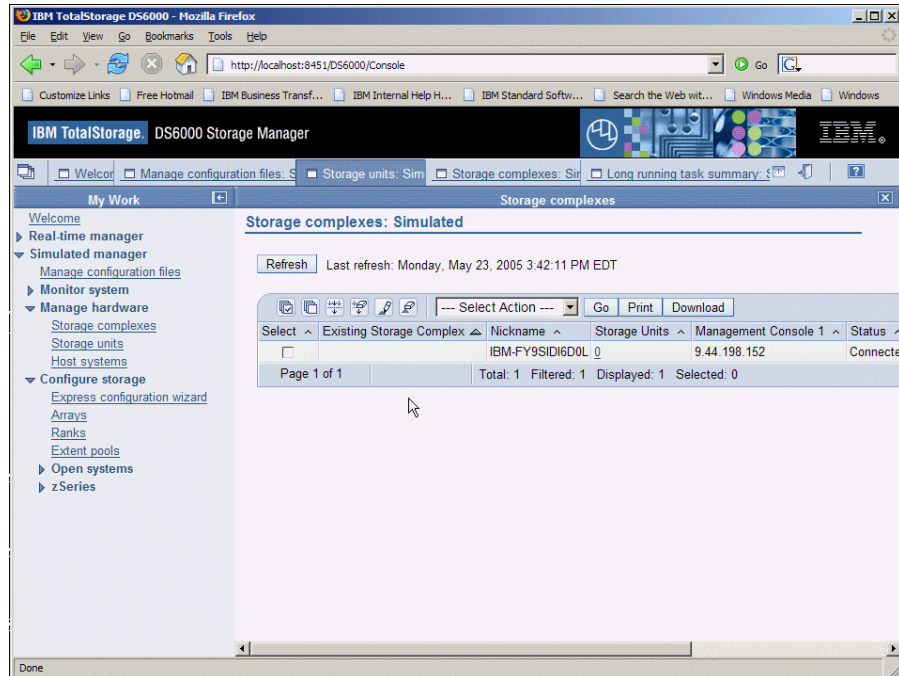 IBM TotalStorage DS6000 - Mozilla Firefox
File Edit View Go Bookmarks Tools Help
http://localhost:8451/DS6000/Console Go G
Customize Links Free Hotmail IBM Business Transf... IBM Internal Help H... IBM Standard Softw... Search the Web wit... Windows Media Windows
IBM TotalStorage. DS6000 Storage Manager IBM
Welcor Manage configuration files: S Storage units: Sim Storage complexes: Sir Long running task summary: S ?
My Work
Storage complexes
Welcome
Real-time manager
Simulated manager
Manage configuration files
Monitor system
Manage hardware
Storage complexes
Storage units
Host systems
Configure storage
Express configuration wizard
Arrays
Ranks
Extent pools
Open systems
zSeries
Storage complexes: Simulated
Refresh Last refresh: Monday, May 23, 2005 3:42:11 PM EDT
--- Select Action --- Go Print Download
Select Existing Storage Complex Nickname Storage Units Management Console 1 Status
IBM-FY9SIDI6D0L 0 9.44.198.152 Connecte
Page 1 of 1 Total: 1 Filtered: 1 Displayed: 1 Selected: 0
Done